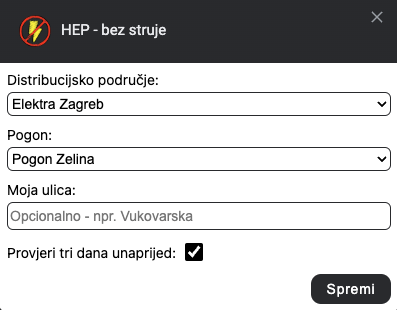 HEP - bez struje
Distribucijsko područje:
Elektra Zagreb
Pogon:
Pogon Zelina
Moja ulica:
Opcionalno - npr. Vukovarska
Provjeri tri dana unaprijed:
Spremi